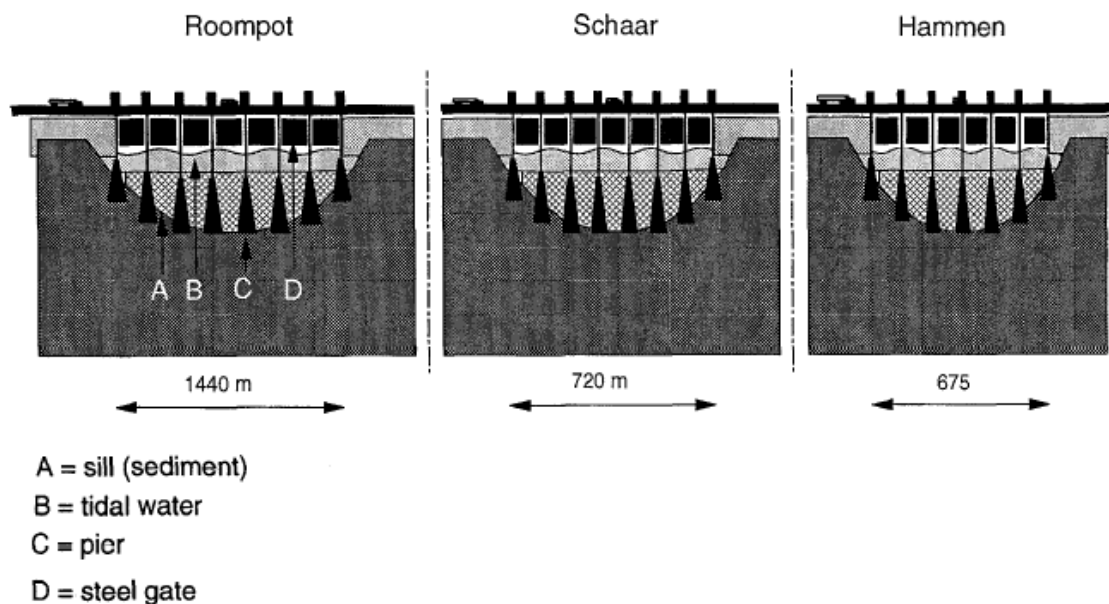 Roompot Schaar Hammen
A B C D
1440 m 720 m 675
A = sill (sediment)
B = tidal water
C = pier
D = steel gate